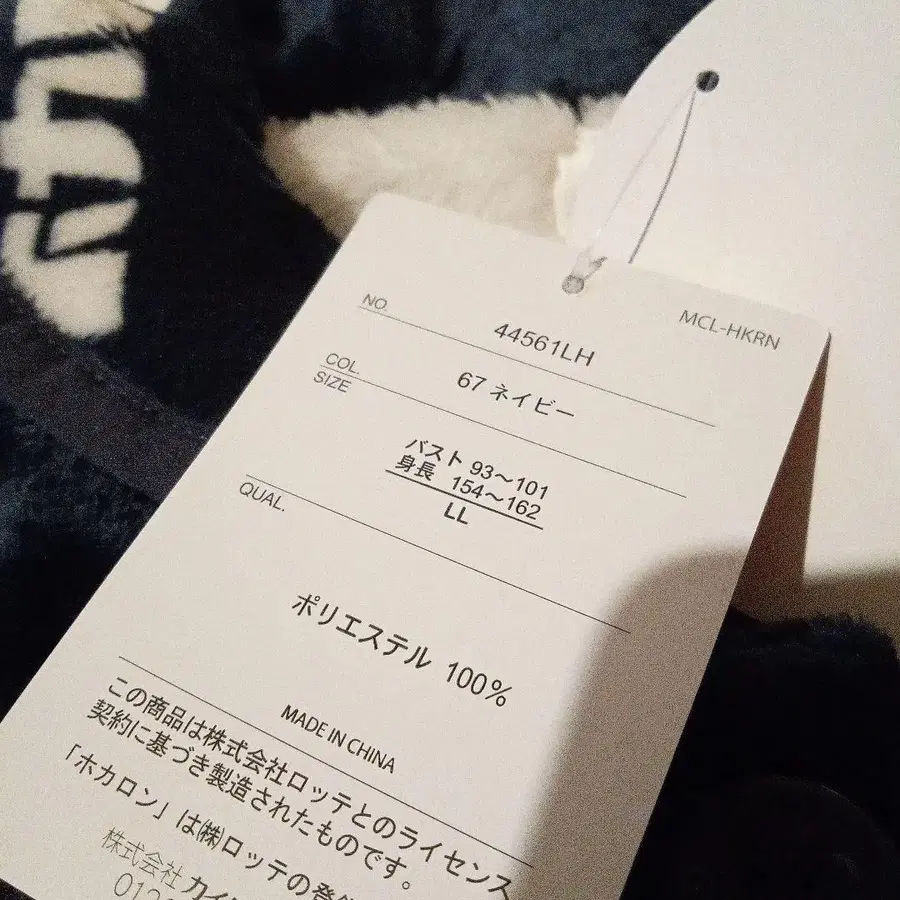 MCL-HKRN
NO.
44561LH
COL.
67 ネイビー
SIZE
バスト 93〜101
身長 154〜162
LL
QUAL.
ポリエステル 100%
MADE IN CHINA
この商品は株式会社ロッテとのライセンス
契約に基づき製造されたものです。
「ホカロン」は㈱ロッテの登
株式会社
012